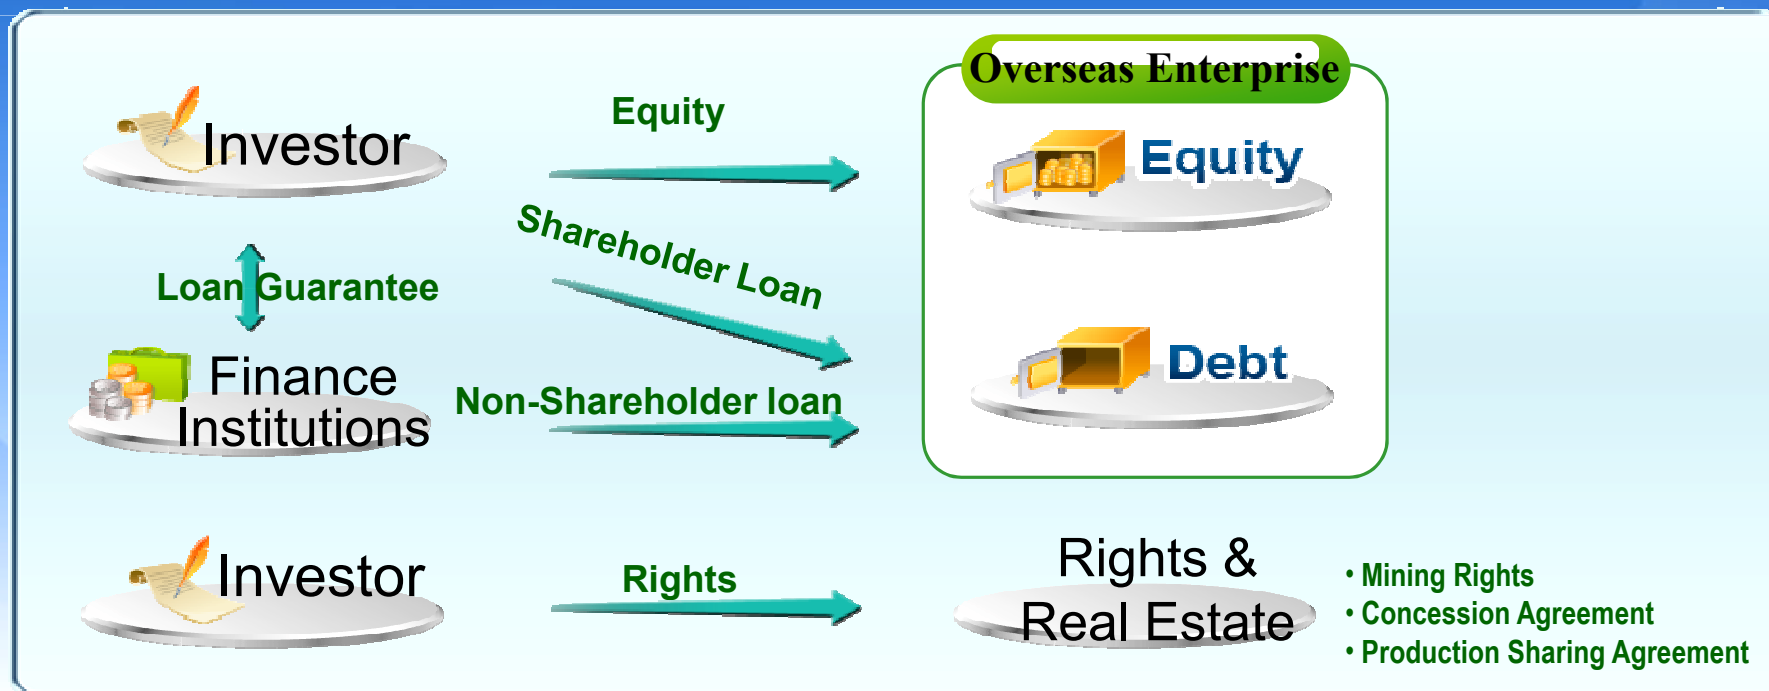 Overseas Enterprise
Investor
Equity
Equity
Shareholder Loan
Loan Guarantee
Finance
Institutions
Non-Shareholder loan
Debt
Investor
Rights
Rights &
Real Estate
• Mining Rights
• Concession Agreement
• Production Sharing Agreement